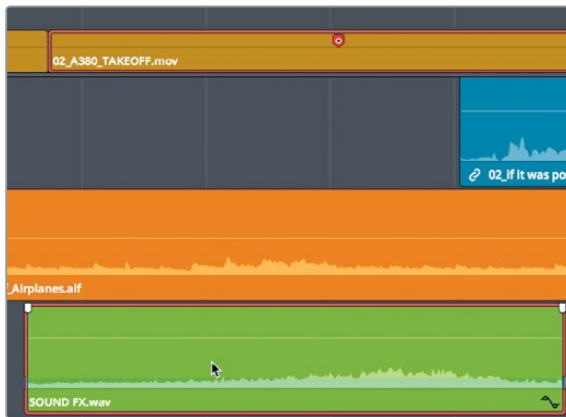 02_A380_TAKEOFF.mov
02_if it was po
_Airplanes.aif
SOUND FX.wav